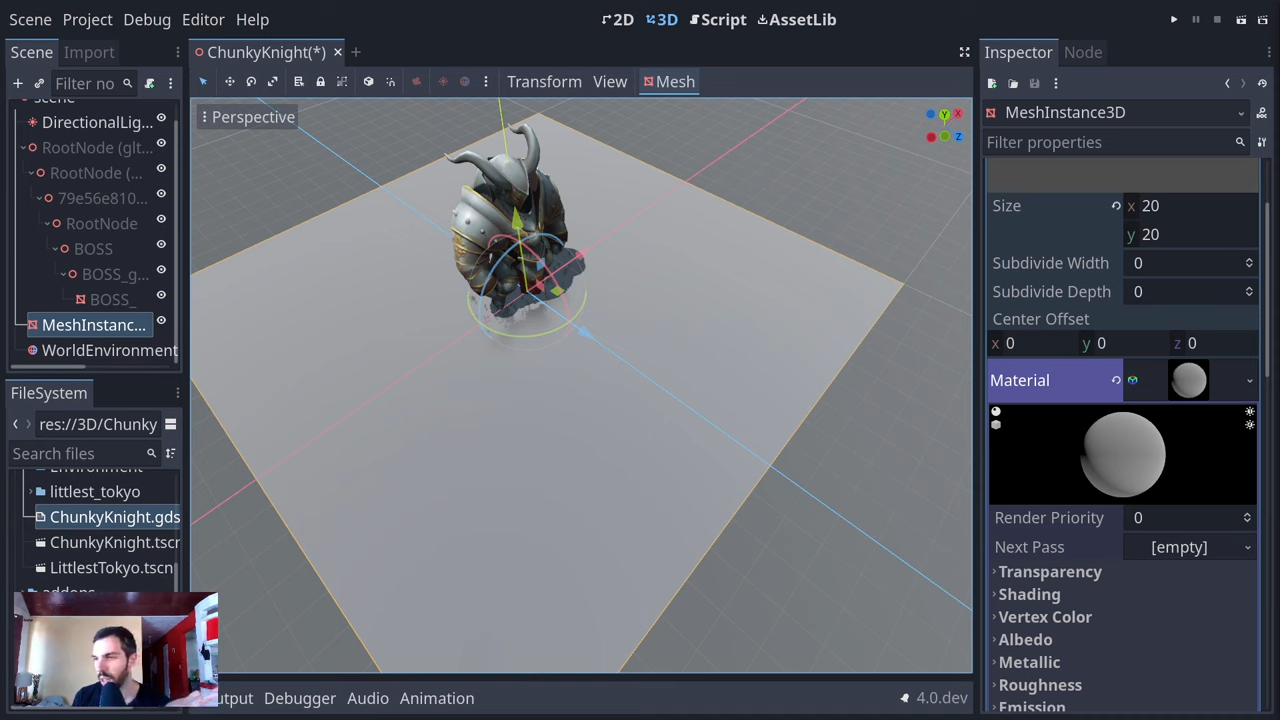 Scene Project Debug Editor Help
2D 3D Script AssetLib
Scene Import
ChunkyKnight(*)
Inspector Node
Filter no
Transform View Mesh
MeshInstance3D
Filter properties
Perspective
Y X
Z
DirectionalLig...
RootNode (glt...
RootNode (...
79e56e810...
RootNode
BOSS
BOSS_g...
BOSS_
MeshInstanc...
WorldEnvironment
Size x 20
y 20
Subdivide Width 0
Subdivide Depth 0
Center Offset
x 0 y 0 z 0
Material
Render Priority 0
Next Pass [empty]
Transparency
Shading
Vertex Color
Albedo
Metallic
Roughness
Emission
FileSystem
res://3D/Chunky
Search files
Environment
littlest_tokyo
ChunkyKnight.gds
ChunkyKnight.tscr
LittlestTokyo.tscn
addons
utput Debugger Audio Animation
4.0.dev